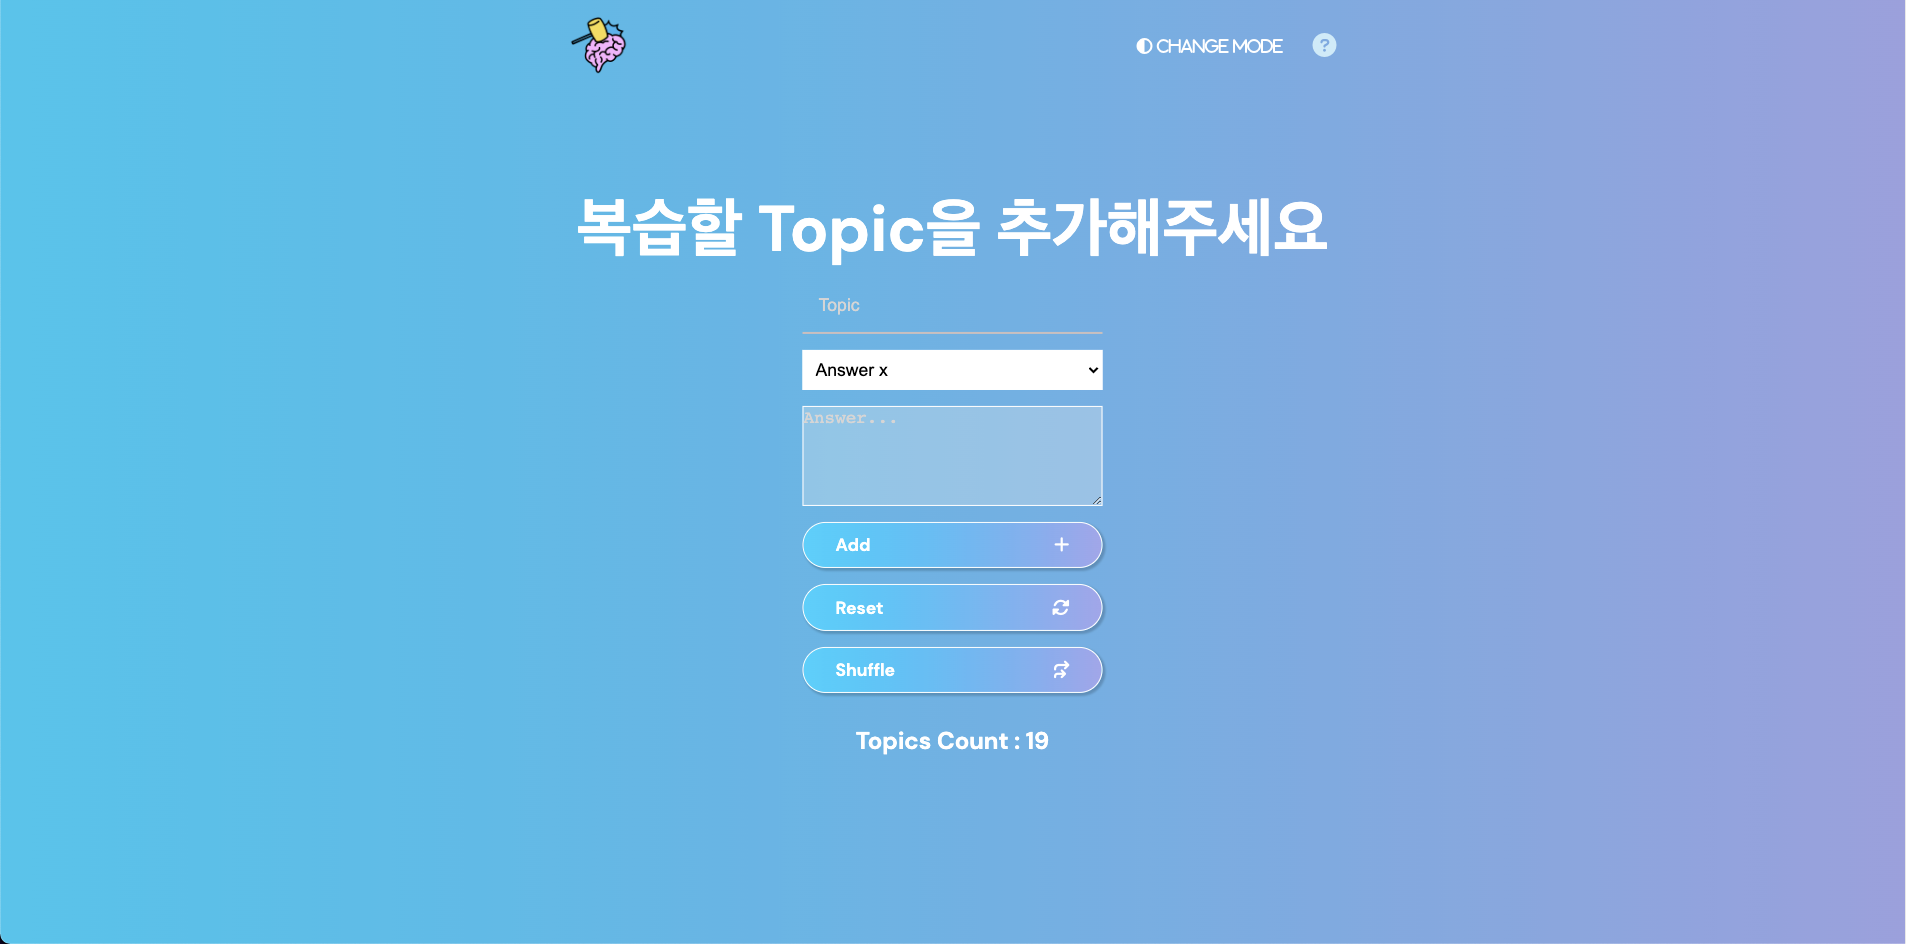 CHANGE MODE ?
복습할 Topic을 추가해주세요
Topic
Answer x
Answer...
Add
Reset
Shuffle
Topics Count : 19